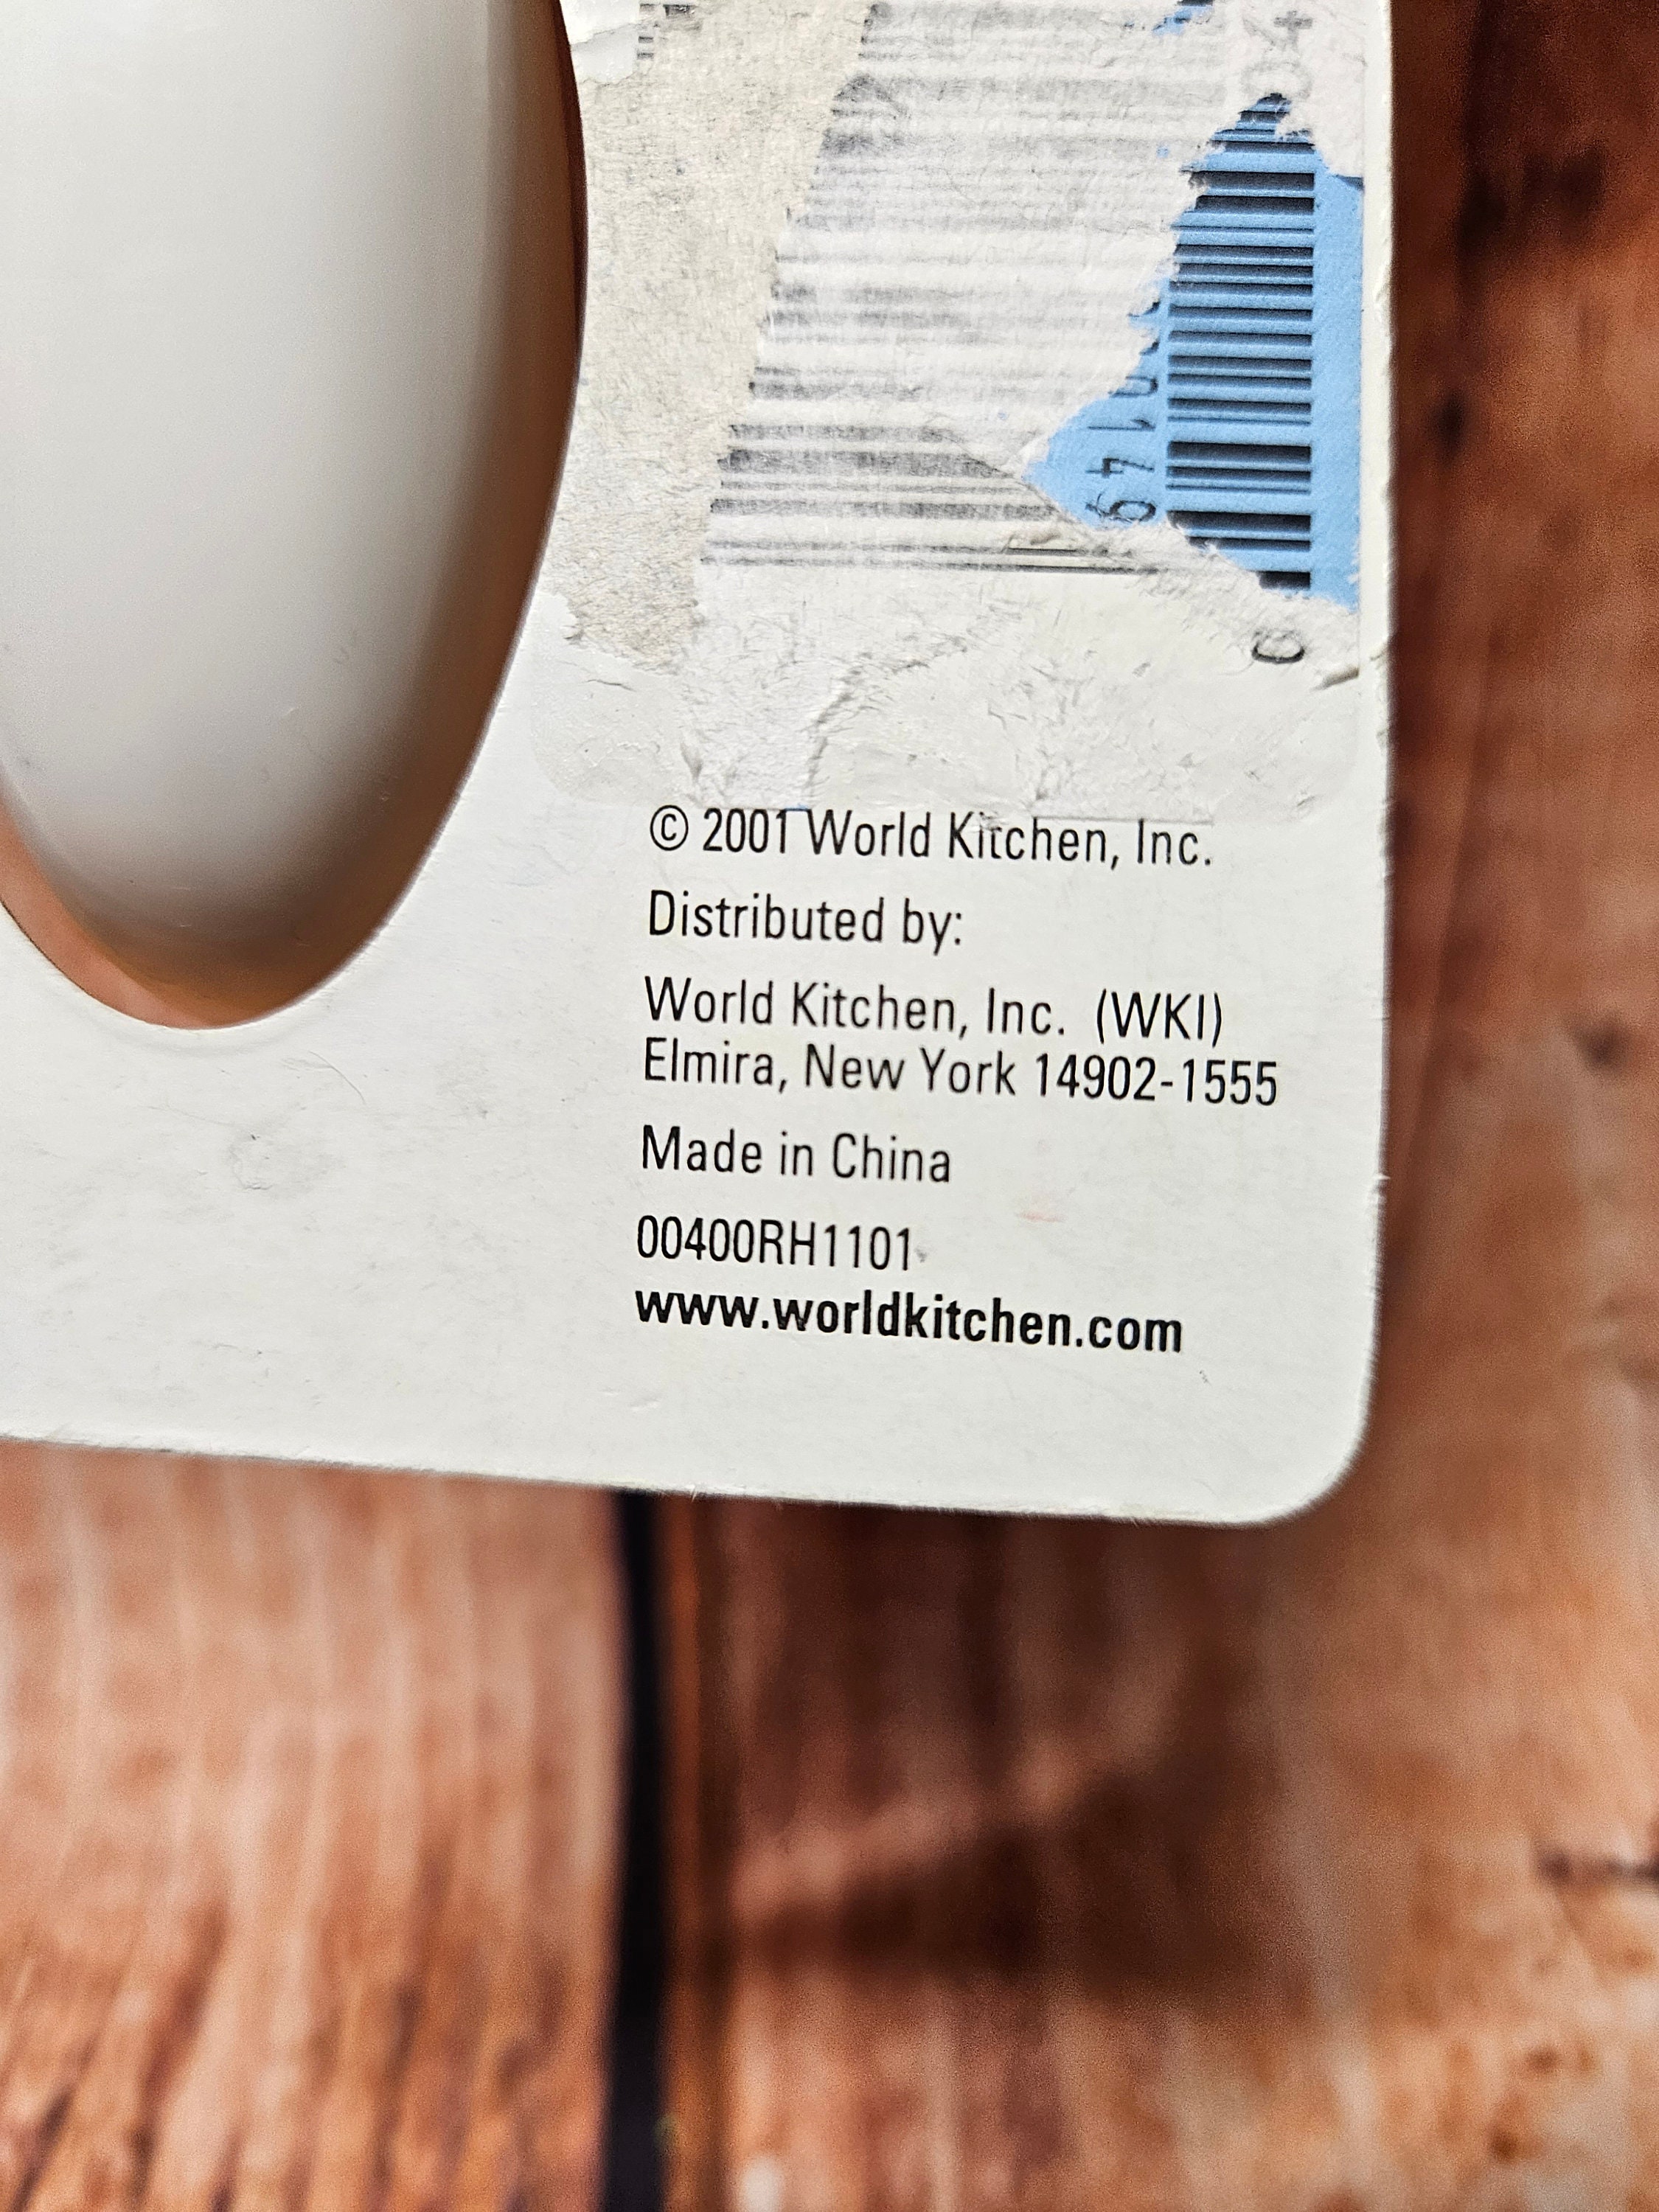 © 2001 World Kitchen, Inc.
Distributed by:
World Kitchen, Inc. (WKI)
Elmira, New York 14902-1555
Made in China
00400RH1101
www.worldkitchen.com